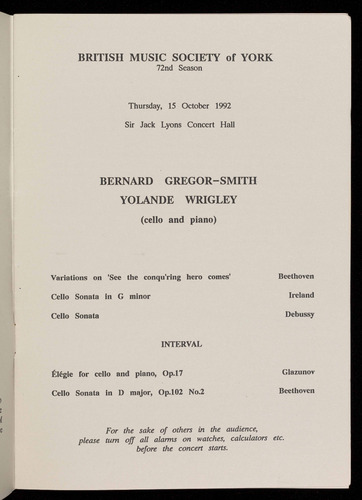 BRITISH MUSIC SOCIETY of YORK
72nd Season
Thursday, 15 October 1992
Sir Jack Lyons Concert Hall
BERNARD GREGOR-SMITH
YOLANDE WRIGLEY
(cello and piano)
Variations on 'See the conqu'ring hero comes' Beethoven
Cello Sonata in G minor Ireland
Cello Sonata Debussy
INTERVAL
Élégie for cello and piano, Op.17 Glazunov
Cello Sonata in D major, Op.102 No.2 Beethoven
For the sake of others in the audience,
please turn off all alarms on watches, calculators etc.
before the concert starts.